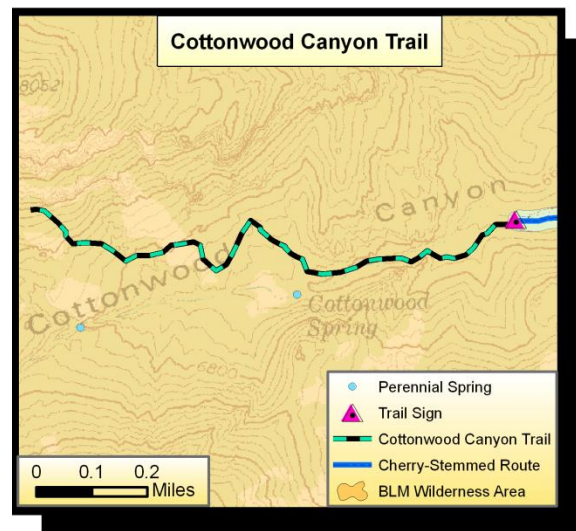 Cottonwood Canyon Trail
8052
Canyon
Cottonwood
Cottonwood
Spring
6800
Perennial Spring
Trail Sign
Cottonwood Canyon Trail
Cherry-Stemmed Route
BLM Wilderness Area
0 0.1 0.2
Miles